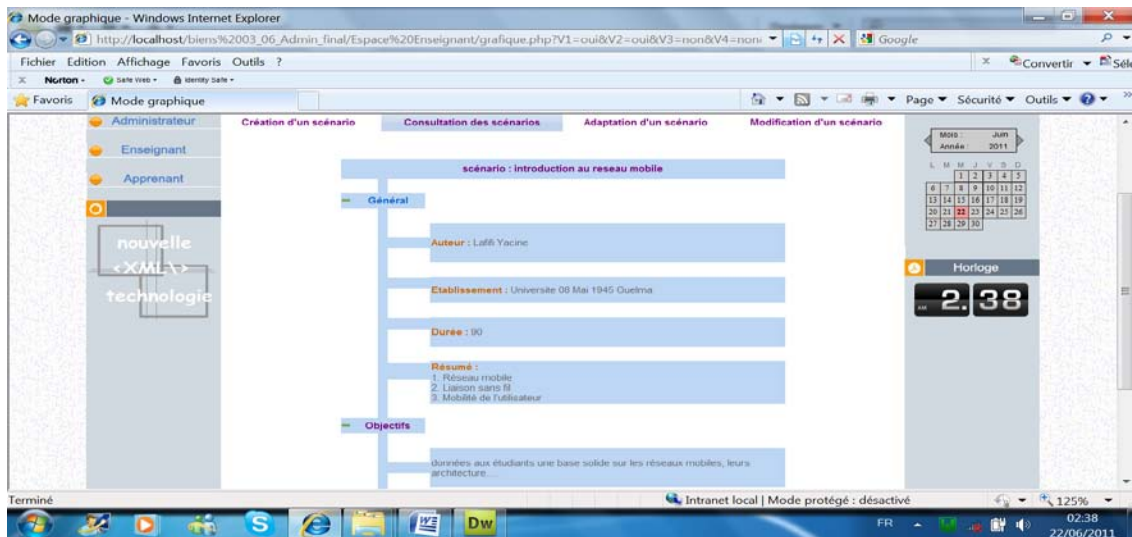 Mode graphique - Windows Internet Explorer
http://localhost/biens%2003_06_Admin_final/Espace%20Enseignant/grafique.php?V1=oui&V2=oui&V3=non&V4=non
Google
Fichier Edition Affichage Favoris Outils ?
X Convertir Séle
X Norton Safe Web Identity Safe
Favoris Mode graphique
Page Sécurité Outils
Administrateur
Enseignant
Apprenant
nouvelle
<XML\>
technologie
Création d'un scénario Consultation des scénarios Adaptation d'un scénario Modification d'un scénario
scénario : introduction au reseau mobile
Général
Auteur : Lafifi Yacine
Etablissement : Universite 08 Mai 1945 Guelma
Durée : 90
Résumé :
1. Réseau mobile
2. Liaison sans fil
3. Mobilité de l'utilisateur
Objectifs
données aux étudiants une base solide sur les réseaux mobiles, leurs
architecture....
Mois : Juin
Année : 2011
L M M J V S D
1 2 3 4 5
6 7 8 9 10 11 12
13 14 15 16 17 18 19
20 21 22 23 24 25 26
27 28 29 30
Horloge
AM 2. 38
Terminé
Intranet local | Mode protégé : désactivé
125%
Dw
FR
02:38
22/06/2011